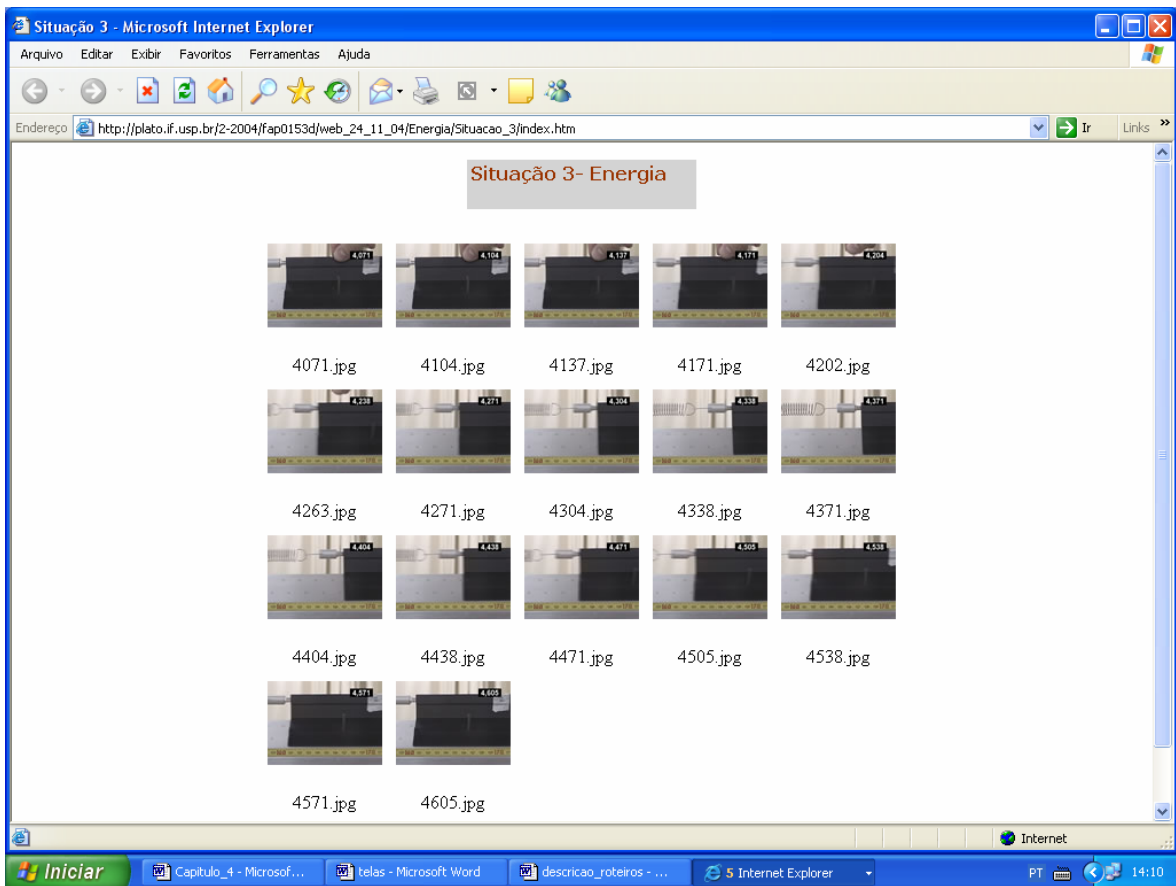 Situação 3 - Microsoft Internet Explorer
Arquivo Editar Exibir Favoritos Ferramentas Ajuda
Endereço http://plato.if.usp.br/2-2004/fap0153d/web_24_11_04/Energia/Situacao_3/index.htm Ir Links »
Situação 3- Energia
4,071 4,104 4,137 4,171 4,204
4071.jpg 4104.jpg 4137.jpg 4171.jpg 4202.jpg
4,238 4,271 4,304 4,338 4,371
4263.jpg 4271.jpg 4304.jpg 4338.jpg 4371.jpg
4,404 4,438 4,471 4,505 4,538
4404.jpg 4438.jpg 4471.jpg 4505.jpg 4538.jpg
4,571 4,605
4571.jpg 4605.jpg
Internet
Iniciar Capitulo_4 - Microsof... telas - Microsoft Word descricao_roteiros - ... 5 Internet Explorer PT 14:10